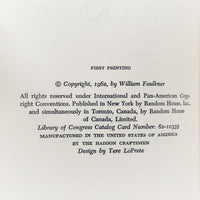 FIRST PRINTING
© Copyright, 1962, by William Faulkner
All rights reserved under International and Pan-American Copy-
right Conventions. Published in New York by Random House, Inc.
and simultaneously in Toronto, Canada, by Random House
of Canada, Limited.
Library of Congress Catalog Card Number: 62-10335
MANUFACTURED IN THE UNITED STATES OF AMERICA
BY THE HADDON CRAFTSMEN
Design by Tere LoPrete